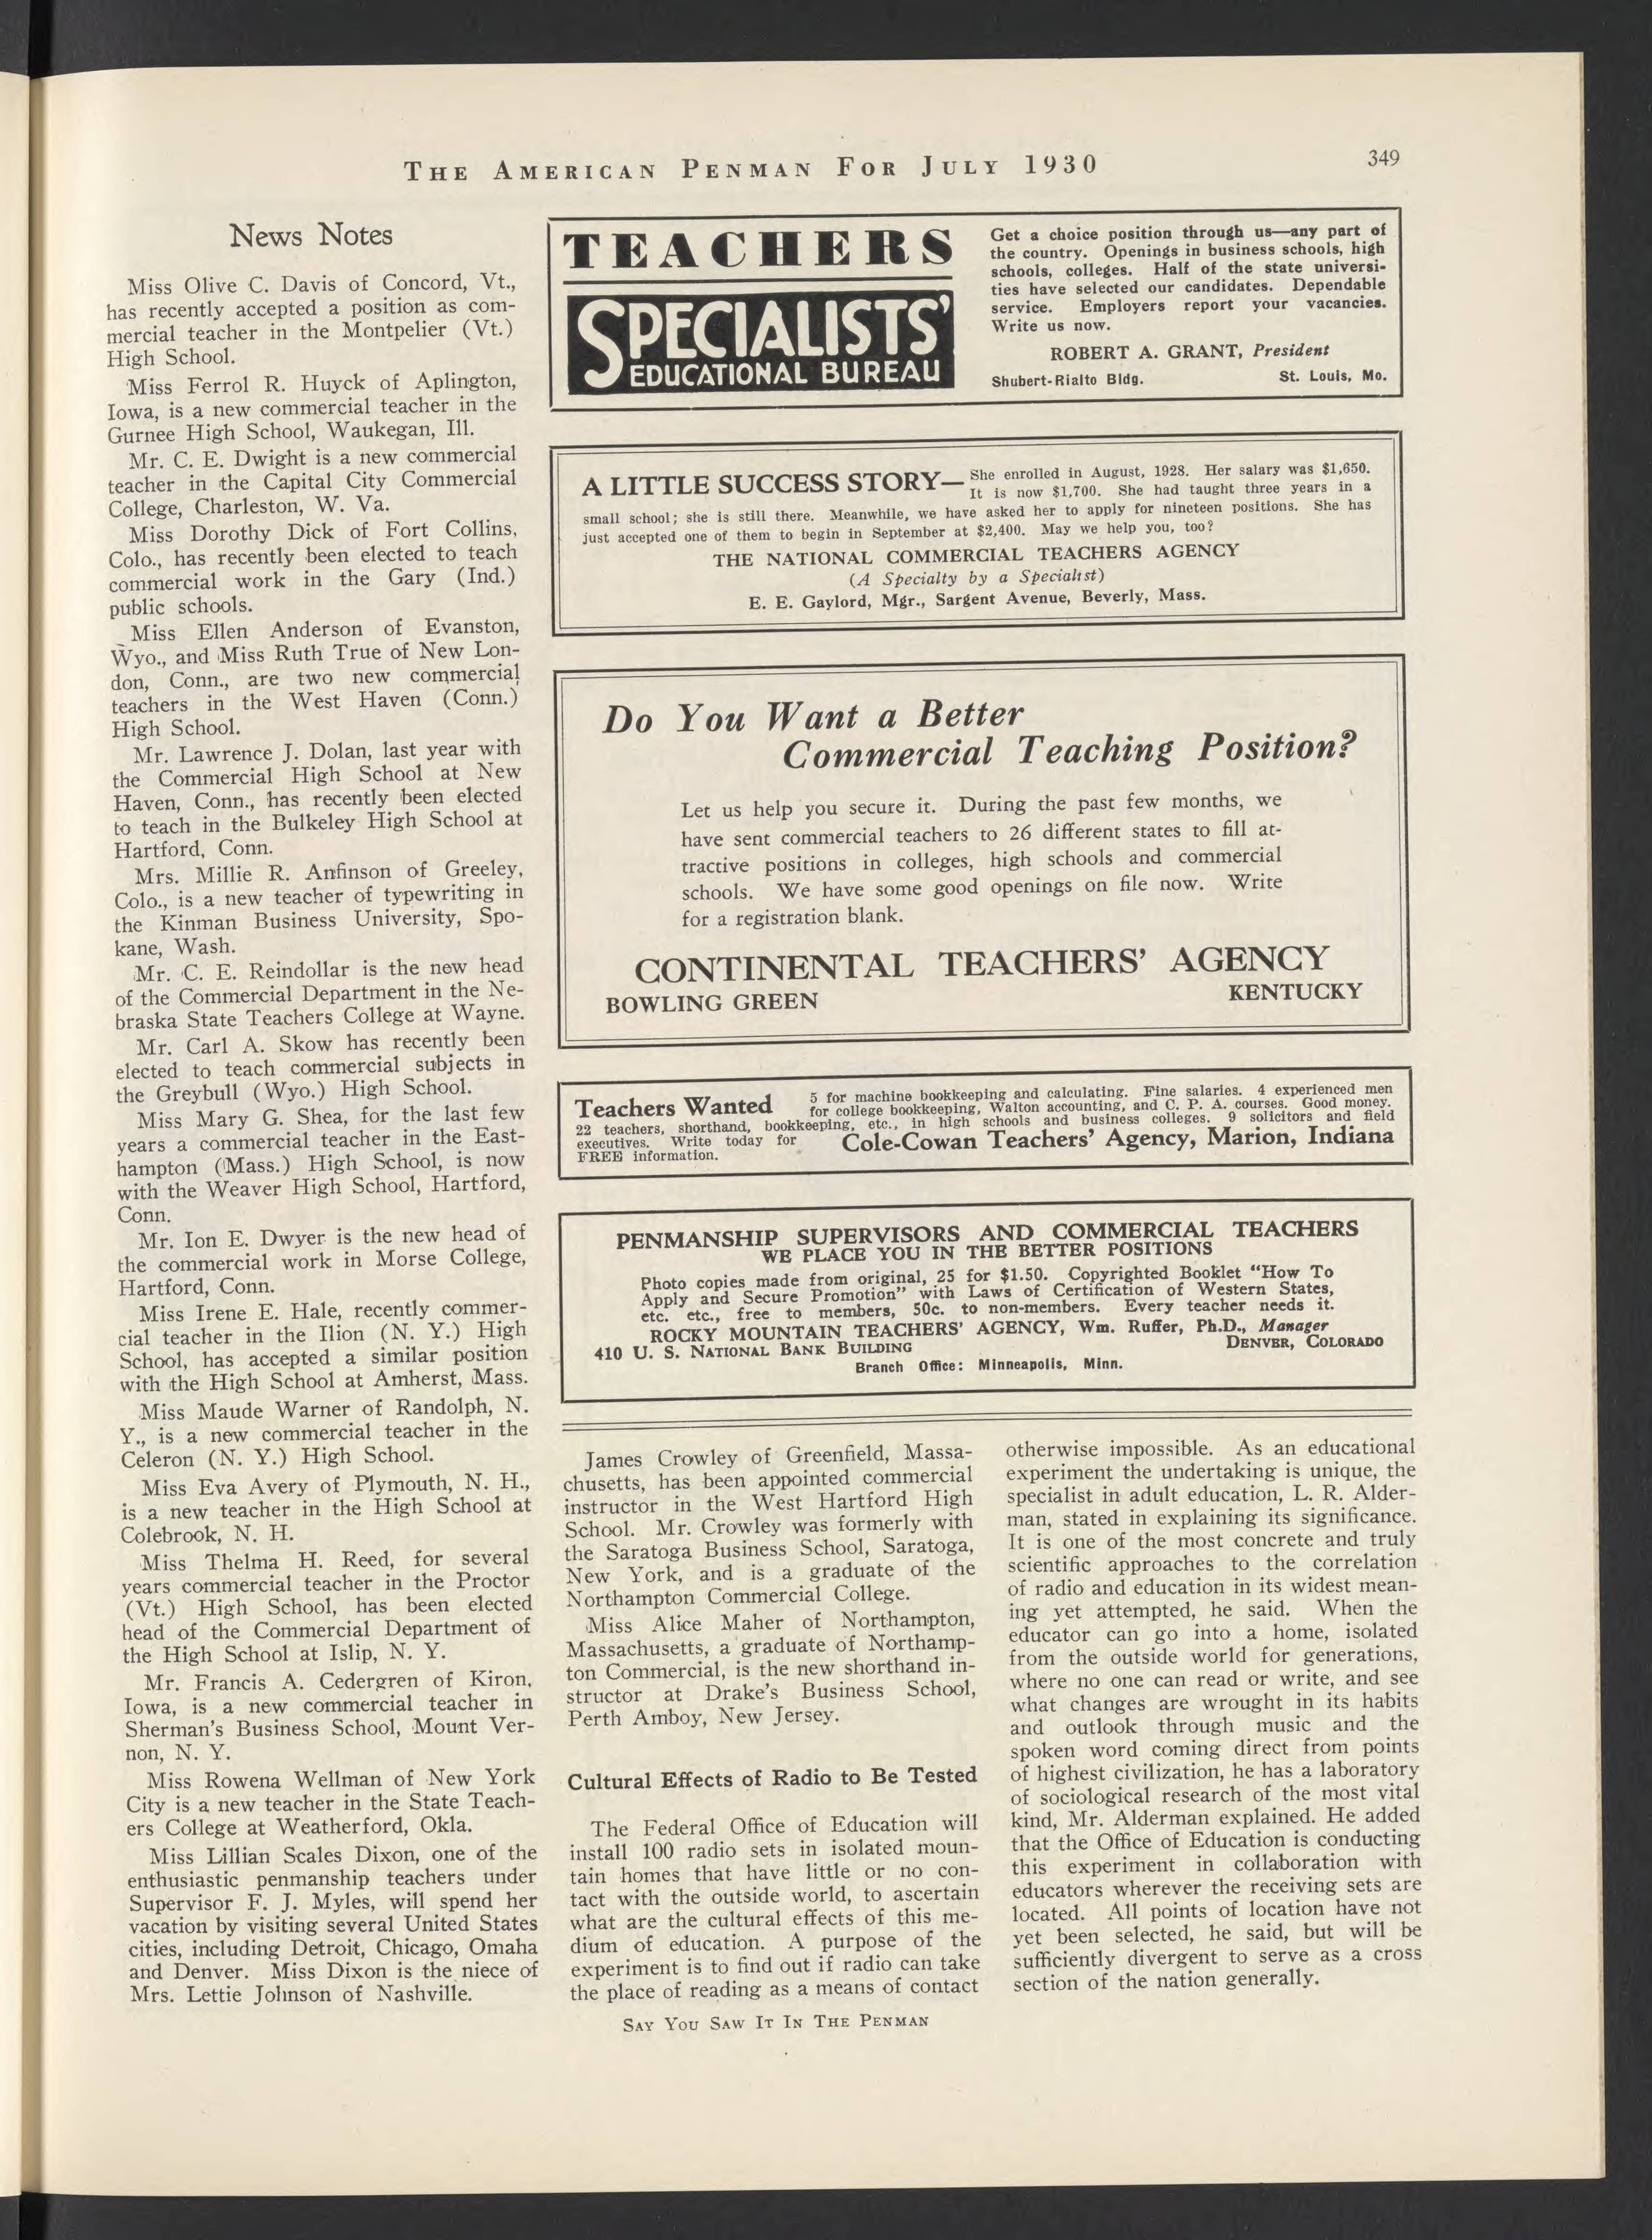 THE AMERICAN PENMAN FOR JULY 1930
349
News Notes
Miss Olive C. Davis of Concord, Vt.,
has recently accepted a position as com-
mercial teacher in the Montpelier (Vt.)
High School.
Miss Ferrol R. Huyck of Aplington,
Iowa, is a new commercial teacher in the
Gurnee High School, Waukegan, Ill.
Mr. C. E. Dwight is a new commercial
teacher in the Capital City Commercial
College, Charleston, W. Va.
Miss Dorothy Dick of Fort Collins,
Colo., has recently been elected to teach
commercial work in the Gary (Ind.)
public schools.
Miss Ellen Anderson of Evanston,
Wyo., and Miss Ruth True of New Lon-
don, Conn., are two new commercial
teachers in the West Haven (Conn.)
High School.
Mr. Lawrence J. Dolan, last year with
the Commercial High School at New
Haven, Conn., has recently been elected
to teach in the Bulkeley High School at
Hartford, Conn.
Mrs. Millie R. Anfinson of Greeley,
Colo., is a new teacher of typewriting in
the Kinman Business University, Spo-
kane, Wash.
Mr. C. E. Reindollar is the new head
of the Commercial Department in the Ne-
braska State Teachers College at Wayne.
Mr. Carl A. Skow has recently been
elected to teach commercial subjects in
the Greybull (Wyo.) High School.
Miss Mary G. Shea, for the last few
years a commercial teacher in the East-
hampton (Mass.) High School, is now
with the Weaver High School, Hartford,
Conn.
Mr. Ion E. Dwyer is the new head of
the commercial work in Morse College,
Hartford, Conn.
Miss Irene E. Hale, recently commer-
cial teacher in the Ilion (N. Y.) High
School, has accepted a similar position
with the High School at Amherst, Mass.
Miss Maude Warner of Randolph, N.
Y., is a new commercial teacher in the
Celeron (N. Y.) High School.
Miss Eva Avery of Plymouth, N. H.,
is a new teacher in the High School at
Colebrook, N. H.
Miss Thelma H. Reed, for several
years commercial teacher in the Proctor
(Vt.) High School, has been elected
head of the Commercial Department of
the High School at Islip, N. Y.
Mr. Francis A. Cedergren of Kiron,
Iowa, is a new commercial teacher in
Sherman's Business School, Mount Ver-
non, N. Y.
Miss Rowena Wellman of New York
City is a new teacher in the State Teach-
ers College at Weatherford, Okla.
Miss Lillian Scales Dixon, one of the
enthusiastic penmanship teachers under
Supervisor F. J. Myles, will spend her
vacation by visiting several United States
cities, including Detroit, Chicago, Omaha
and Denver. Miss Dixon is the niece of
Mrs. Lettie Johnson of Nashville.
TEACHERS
SPECIALISTS'
EDUCATIONAL BUREAU
Get a choice position through us—any part of
the country. Openings in business schools, high
schools, colleges. Half of the state universi-
ties have selected our candidates. Dependable
service. Employers report your vacancies.
Write us now.
ROBERT A. GRANT, President
Shubert-Rialto Bldg. St. Louis, Mo.
A LITTLE SUCCESS STORY— She enrolled in August, 1928. Her salary was $1,650.
It is now $1,700. She had taught three years in a
small school; she is still there. Meanwhile, we have asked her to apply for nineteen positions. She has
just accepted one of them to begin in September at $2,400. May we help you, too?
THE NATIONAL COMMERCIAL TEACHERS AGENCY
(A Specialty by a Specialist)
E. E. Gaylord, Mgr., Sargent Avenue, Beverly, Mass.
Do You Want a Better
Commercial Teaching Position?
Let us help you secure it. During the past few months, we
have sent commercial teachers to 26 different states to fill at-
tractive positions in colleges, high schools and commercial
schools. We have some good openings on file now. Write
for a registration blank.
CONTINENTAL TEACHERS' AGENCY
BOWLING GREEN KENTUCKY
Teachers Wanted 5 for machine bookkeeping and calculating. Fine salaries. 4 experienced men
for college bookkeeping, Walton accounting, and C. P. A. courses. Good money.
22 teachers, shorthand, bookkeeping, etc., in high schools and business colleges. 9 solicitors and field
executives. Write today for Cole-Cowan Teachers' Agency, Marion, Indiana
FREE information.
PENMANSHIP SUPERVISORS AND COMMERCIAL TEACHERS
WE PLACE YOU IN THE BETTER POSITIONS
Photo copies made from original, 25 for $1.50. Copyrighted Booklet "How To
Apply and Secure Promotion" with Laws of Certification of Western States,
etc. etc., free to members, 50c. to non-members. Every teacher needs it.
ROCKY MOUNTAIN TEACHERS' AGENCY, Wm. Ruffer, Ph.D., Manager
410 U. S. NATIONAL BANK BUILDING DENVER, COLORADO
Branch Office: Minneapolis, Minn.
James Crowley of Greenfield, Massa-
chusetts, has been appointed commercial
instructor in the West Hartford High
School. Mr. Crowley was formerly with
the Saratoga Business School, Saratoga,
New York, and is a graduate of the
Northampton Commercial College.
Miss Alice Maher of Northampton,
Massachusetts, a graduate of Northamp-
ton Commercial, is the new shorthand in-
structor at Drake's Business School,
Perth Amboy, New Jersey.
Cultural Effects of Radio to Be Tested
The Federal Office of Education will
install 100 radio sets in isolated moun-
tain homes that have little or no con-
tact with the outside world, to ascertain
what are the cultural effects of this me-
dium of education. A purpose of the
experiment is to find out if radio can take
the place of reading as a means of contact
otherwise impossible. As an educational
experiment the undertaking is unique, the
specialist in adult education, L. R. Alder-
man, stated in explaining its significance.
It is one of the most concrete and truly
scientific approaches to the correlation
of radio and education in its widest mean-
ing yet attempted, he said. When the
educator can go into a home, isolated
from the outside world for generations,
where no one can read or write, and see
what changes are wrought in its habits
and outlook through music and the
spoken word coming direct from points
of highest civilization, he has a laboratory
of sociological research of the most vital
kind, Mr. Alderman explained. He added
that the Office of Education is conducting
this experiment in collaboration with
educators wherever the receiving sets are
located. All points of location have not
yet been selected, he said, but will be
sufficiently divergent to serve as a cross
section of the nation generally.
SAY YOU SAW IT IN THE PENMAN